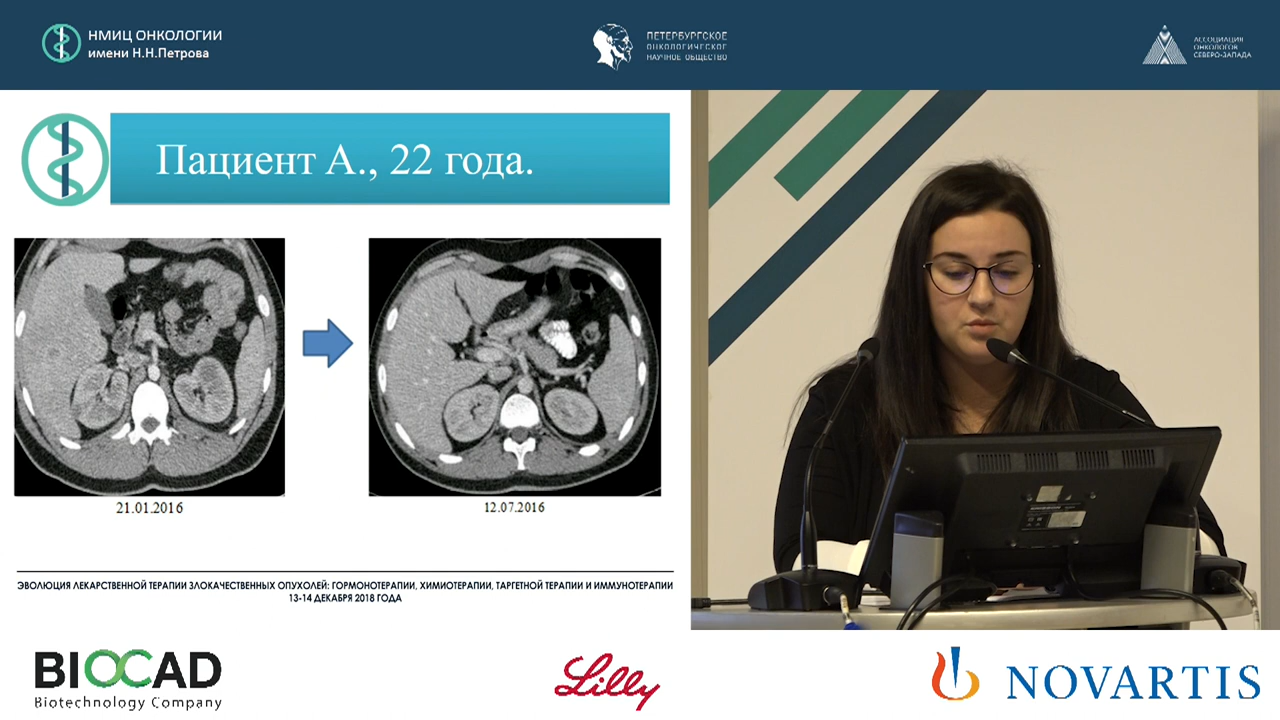 НМИЦ ОНКОЛОГИИ
имени Н.Н.Петрова
ПЕТЕРБУРГСКОЕ
ОНКОЛОГИЧЕСКОЕ
НАУЧНОЕ ОБЩЕСТВО
АССОЦИАЦИЯ
ОНКОЛОГОВ
СЕВЕРО-ЗАПАДА
Пациент А., 22 года.
21.01.2016
12.07.2016
ЭВОЛЮЦИЯ ЛЕКАРСТВЕННОЙ ТЕРАПИИ ЗЛОКАЧЕСТВЕННЫХ ОПУХОЛЕЙ: ГОРМОНОТЕРАПИИ, ХИМИОТЕРАПИИ, ТАРГЕТНОЙ ТЕРАПИИ И ИММУНОТЕРАПИИ
13-14 ДЕКАБРЯ 2018 ГОДА
BIOCAD
Biotechnology Company
Lilly
NOVARTIS